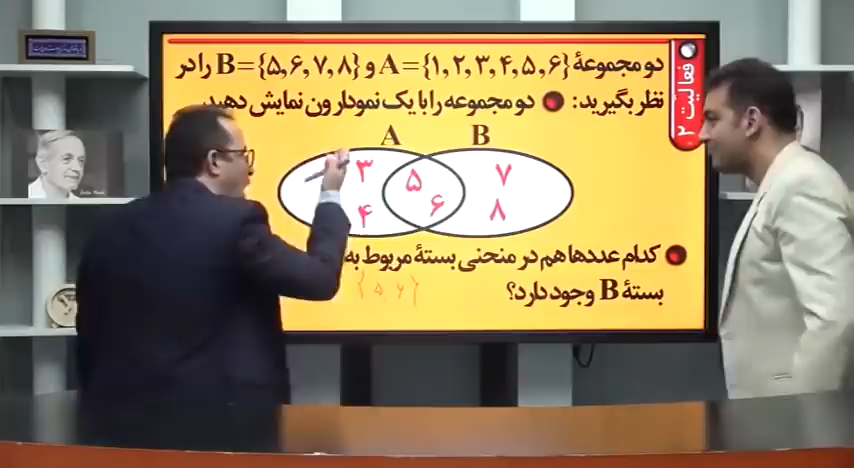 فعالیت ۲
دو مجموعهٔ A={۱,۲,۳,۴,۵,۶} و B={۵,۶,۷,۸} را در
نظر بگیرید: دو مجموعه را با یک نمودار ون نمایش دهید.
A B
۳ ۵ ۷
۴ ۶ ۸
کدام عددها هم در منحنی بستهٔ مربوط به
بستهٔ B وجود دارد؟
{۵ ۶}